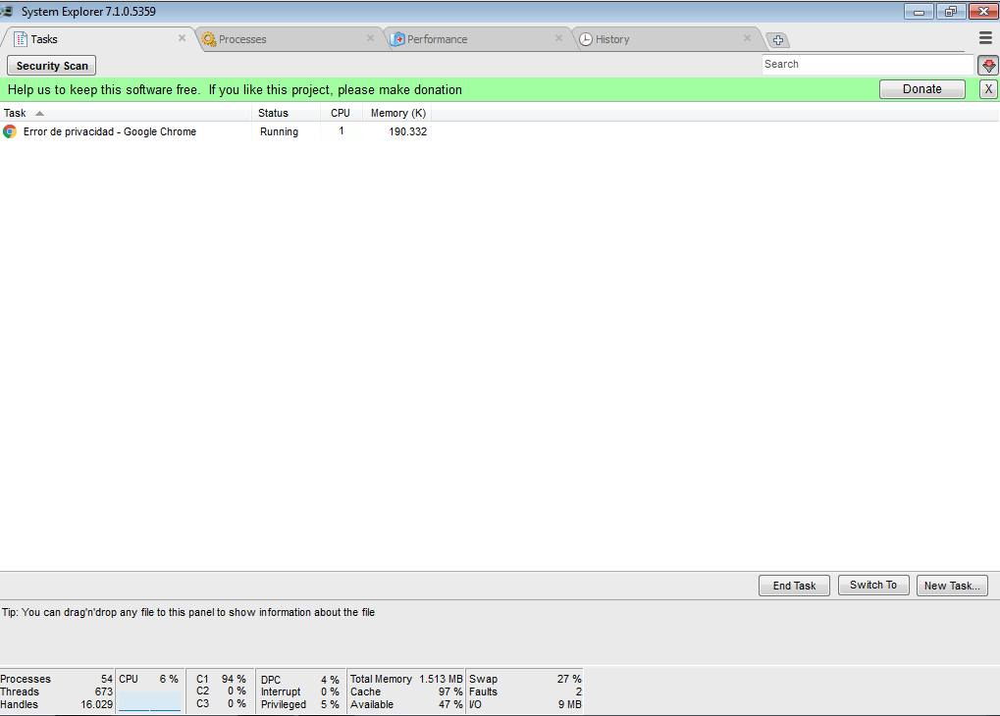 System Explorer 7.1.0.5359
Tasks Processes Performance History
Security Scan Search
Help us to keep this software free. If you like this project, please make donation Donate X
Task Status CPU Memory (K)
Error de privacidad - Google Chrome Running 1 190.332
End Task Switch To New Task...
Tip: You can drag'n'drop any file to this panel to show information about the file
Processes 54 CPU 6 % C1 94 % DPC 4 % Total Memory 1.513 MB Swap 27 %
Threads 673 C2 0 % Interrupt 0 % Cache 97 % Faults 2
Handles 16.029 C3 0 % Privileged 5 % Available 47 % I/O 9 MB